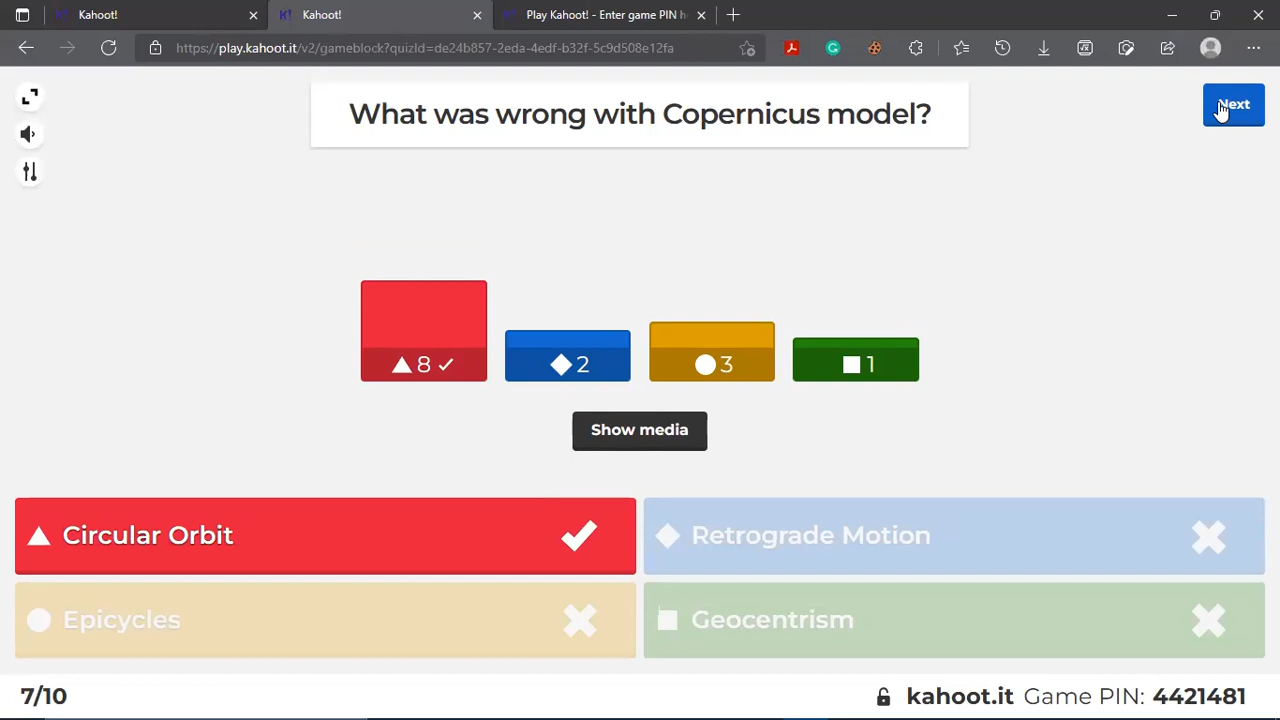 Kahoot!
Kahoot!
Play Kahoot! - Enter game PIN h
https://play.kahoot.it/v2/gameblock?quizId=de24b857-2eda-4edf-b32f-5c9d508e12fa
What was wrong with Copernicus model?
Next
8
2
3
1
Show media
Circular Orbit
Retrograde Motion
Epicycles
Geocentrism
7/10
kahoot.it Game PIN: 4421481